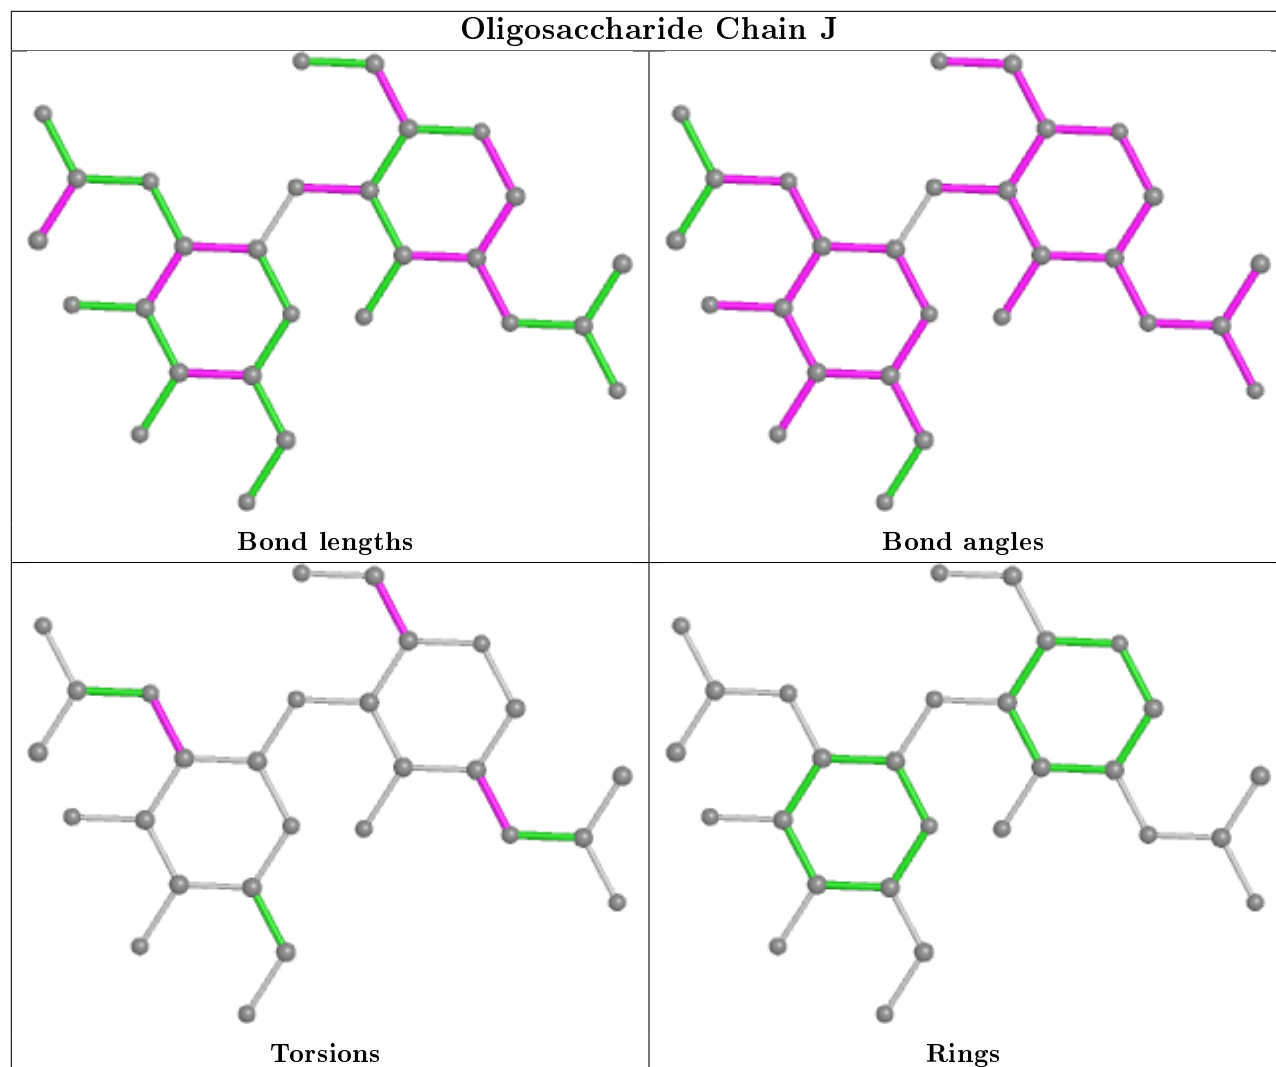 Oligosaccharide Chain J
Bond lengths
Bond angles
Torsions
Rings